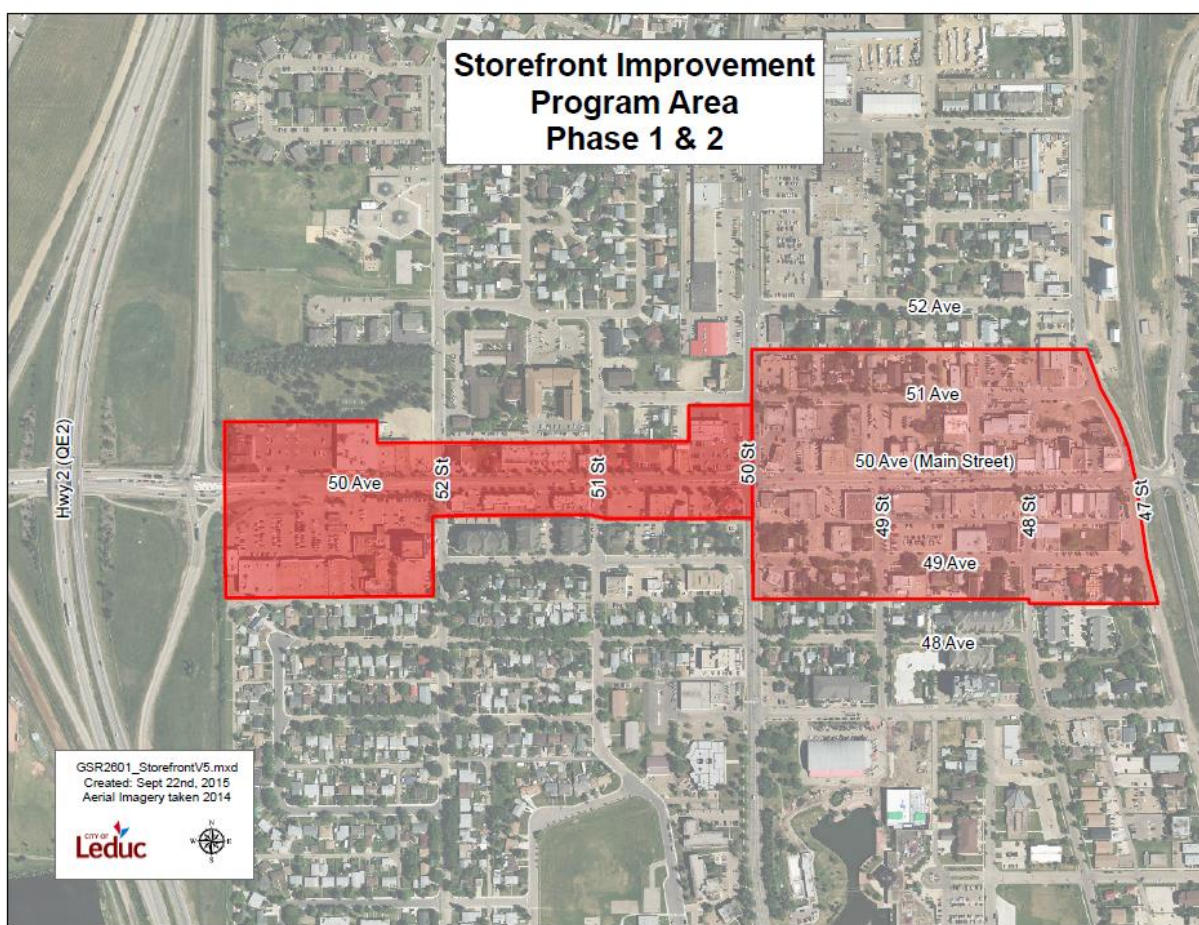 Storefront Improvement
Program Area
Phase 1 & 2
52 Ave
51 Ave
Hwy 2 (QE2)
50 Ave
52 St
51 St
50 St
50 Ave (Main Street)
49 St
48 St
47 St
49 Ave
48 Ave
GSR2601_StorefrontV5.mxd
Created: Sept 22nd, 2015
Aerial Imagery taken 2014
CITY OF
Leduc
N
W E
S